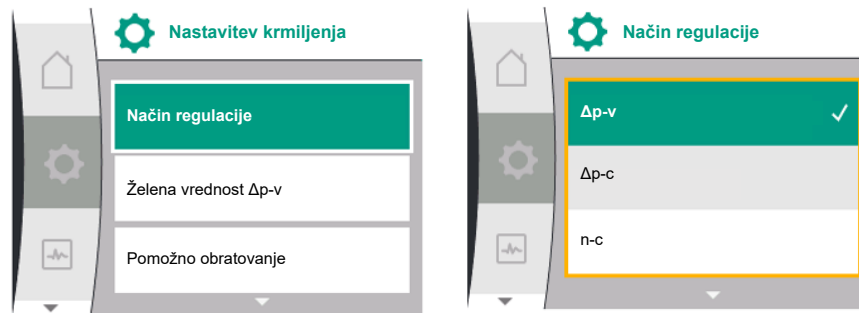 Nastavitev krmiljenja
Način regulacije
Želena vrednost Δp-v
Pomožno obratovanje
Način regulacije
Δp-v
Δp-c
n-c